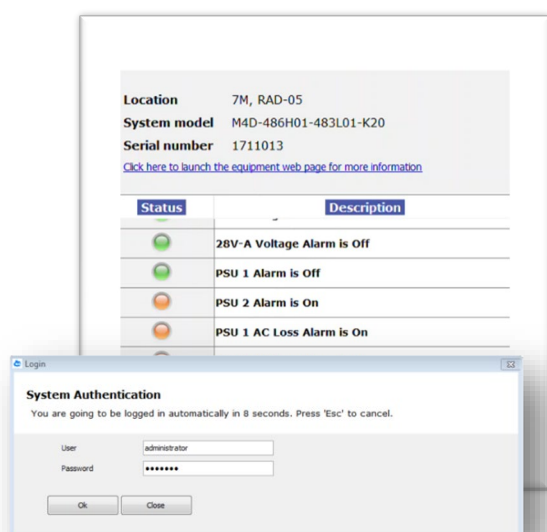 Location 7M, RAD-05
System model M4D-486H01-483L01-K20
Serial number 1711013
Click here to launch the equipment web page for more information
Status Description
28V-A Voltage Alarm is Off
PSU 1 Alarm is Off
PSU 2 Alarm is On
PSU 1 AC Loss Alarm is On
Login
System Authentication
You are going to be logged in automatically in 8 seconds. Press 'Esc' to cancel.
User administrator
Password •••••••
Ok Close